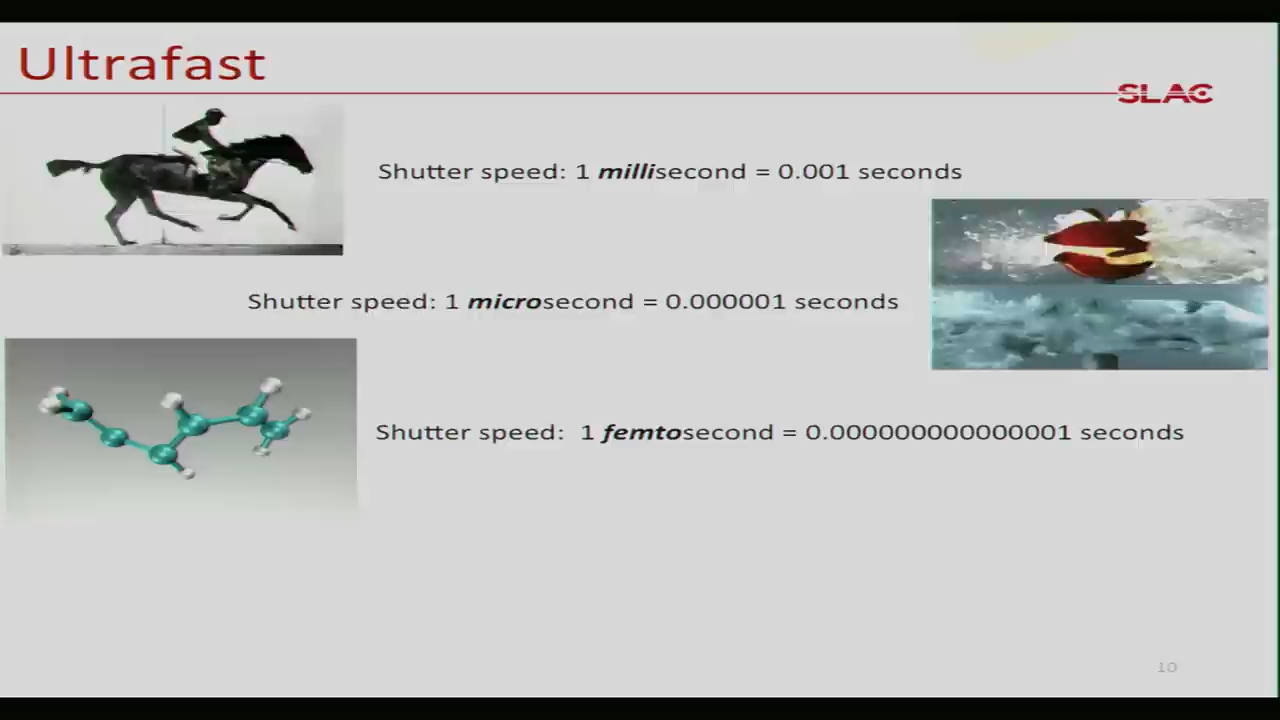 Ultrafast
SLAC
Shutter speed: 1 millisecond = 0.001 seconds
Shutter speed: 1 microsecond = 0.000001 seconds
Shutter speed:  1 femtosecond = 0.000000000000001 seconds
10